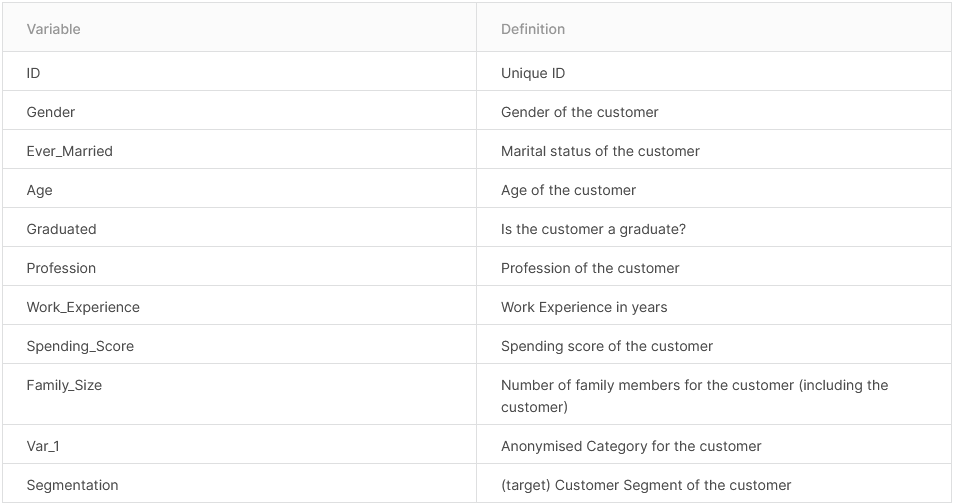 Variable
Definition
ID
Unique ID
Gender
Gender of the customer
Ever_Married
Marital status of the customer
Age
Age of the customer
Graduated
Is the customer a graduate?
Profession
Profession of the customer
Work_Experience
Work Experience in years
Spending_Score
Spending score of the customer
Family_Size
Number of family members for the customer (including the
customer)
Var_1
Anonymised Category for the customer
Segmentation
(target) Customer Segment of the customer